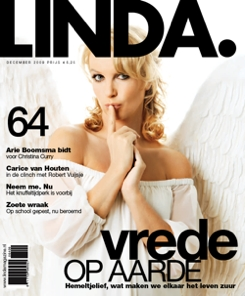 LINDA.
DECEMBER 2009 PRIJS €5,25
64
Arie Boomsma bidt
voor Christina Curry
Carice van Houten
in de clinch met Robert Vuijsje
Neem me. Nu
Het knuffeltijdperk is voorbij
Zoete wraak
Op school gepest, nu beroemd
vrede
OP AARDE
Hemeltjelief, wat maken we elkaar het leven zuur
www.lindamagazine.nl